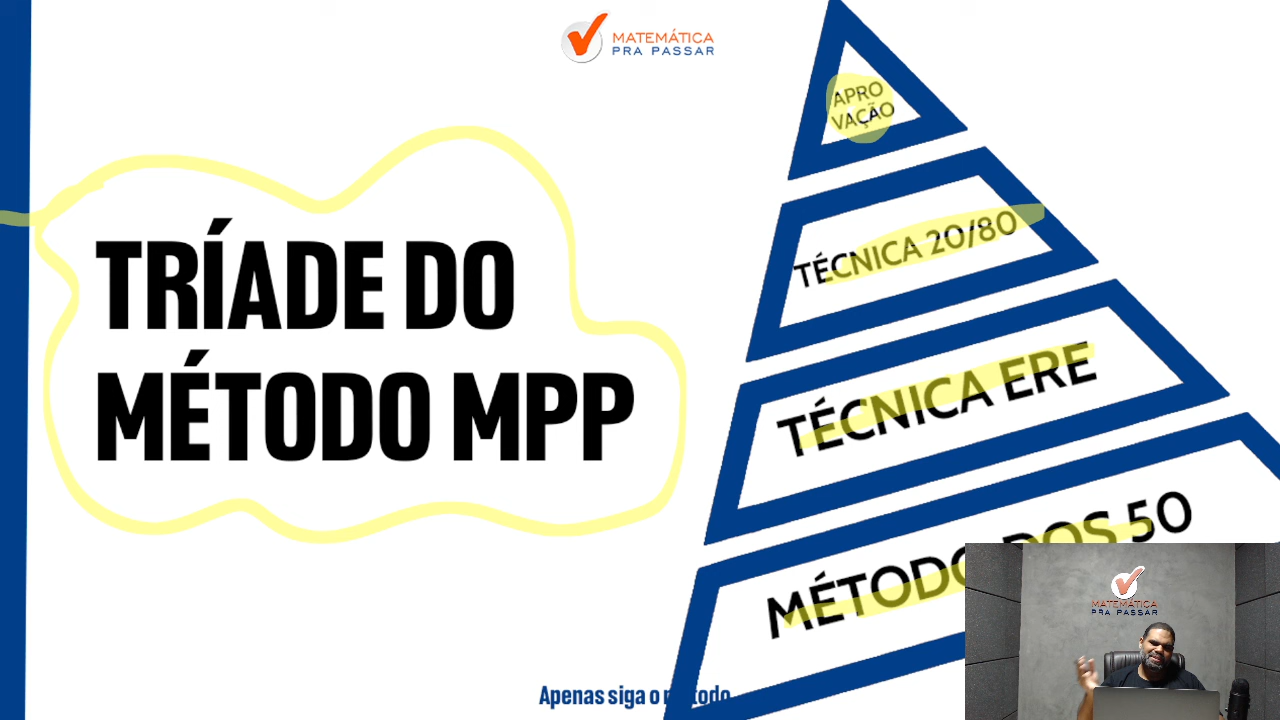 MATEMÁTICA
PRA PASSAR
APRO
VAÇÃO
TRÍADE DO
MÉTODO MPP
TÉCNICA 20/80
TÉCNICA ERE
MÉTODO DOS 50
Apenas siga o método
MATEMÁTICA
PRA PASSAR